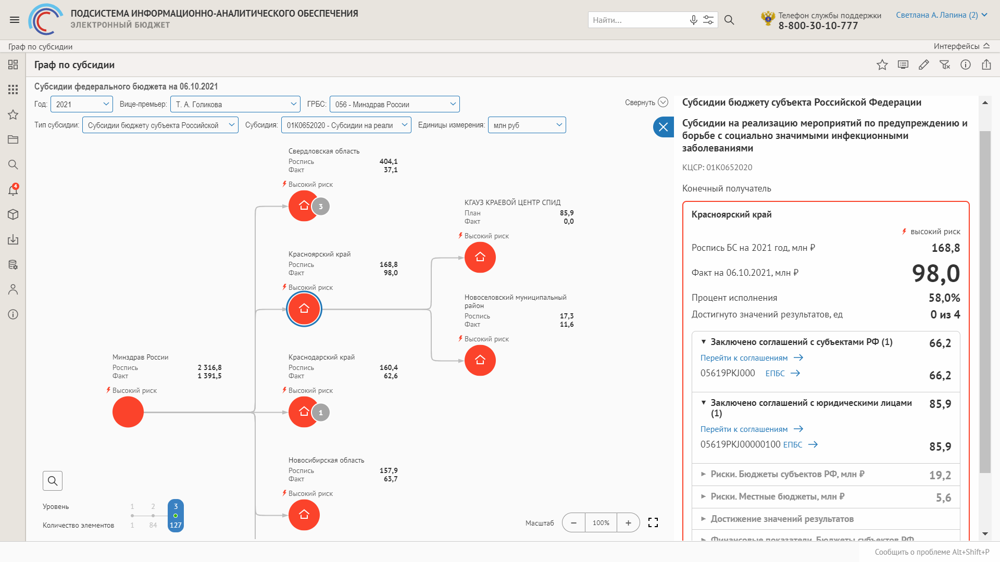 ПОДСИСТЕМА ИНФОРМАЦИОННО-АНАЛИТИЧЕСКОГО ОБЕСПЕЧЕНИЯ
ЭЛЕКТРОННЫЙ БЮДЖЕТ
Найти...
Телефон службы поддержки
8-800-30-10-777
Светлана А. Лапина (2)
Граф по субсидии
Интерфейсы
Граф по субсидии
4
Субсидии федерального бюджета на 06.10.2021
Год: 2021 Вице-премьер: Т. А. Голикова ГРБС: 056 - Минздрав России
Свернуть
Тип субсидии: Субсидии бюджету субъекта Российской Субсидия: 01К0652020 - Субсидии на реали Единицы измерения: млн руб
Свердловская область
Роспись 404,1
Факт 37,1
Высокий риск
3
Красноярский край
Роспись 168,8
Факт 98,0
Высокий риск
КГАУЗ КРАЕВОЙ ЦЕНТР СПИД
План 85,9
Факт 0,0
Высокий риск
Новоселовский муниципальный
район
Роспись 17,3
Факт 11,6
Высокий риск
Минздрав России
Роспись 2 316,8
Факт 1 391,5
Высокий риск
Краснодарский край
Роспись 160,4
Факт 62,6
Высокий риск
1
Новосибирская область
Роспись 157,9
Факт 63,7
Высокий риск
Уровень 1 2 3
Количество элементов 1 84 127
Масштаб − 100% +
Субсидии бюджету субъекта Российской Федерации
Субсидии на реализацию мероприятий по предупреждению и
борьбе с социально значимыми инфекционными
заболеваниями
КЦСР: 01К0652020
Конечный получатель
Красноярский край
высокий риск
Роспись БС на 2021 год, млн ₽ 168,8
Факт на 06.10.2021, млн ₽ 98,0
Процент исполнения 58,0%
Достигнуто значений результатов, ед 0 из 4
Заключено соглашений с субъектами РФ (1) 66,2
Перейти к соглашениям
05619PKJ000 ЕПБС 66,2
Заключено соглашений с юридическими лицами
(1) 85,9
Перейти к соглашениям
05619PKJ00000100 ЕПБС 85,9
Риски. Бюджеты субъектов РФ, млн ₽ 19,2
Риски. Местные бюджеты, млн ₽ 5,6
Достижение значений результатов
Финансовые показатели. Бюджеты субъектов РФ
Сообщить о проблеме Alt+Shift+P